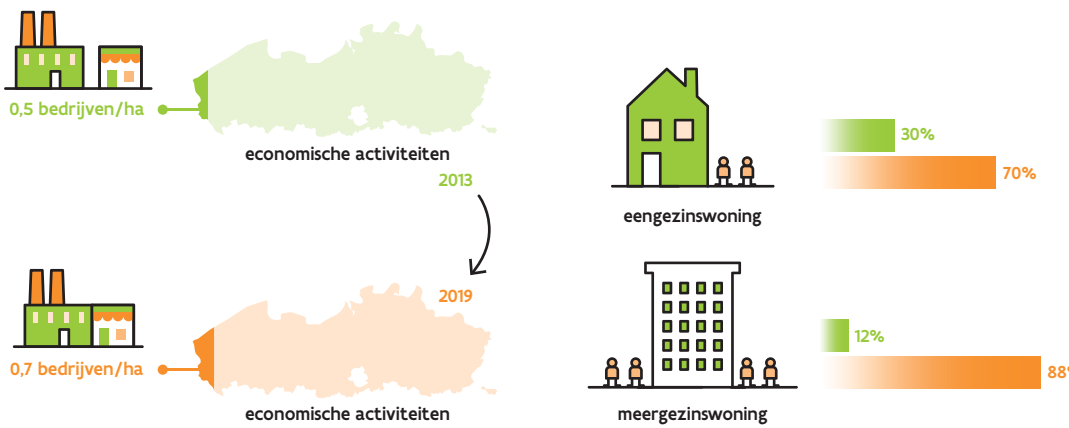 0,5 bedrijven/ha
economische activiteiten
2013
2019
0,7 bedrijven/ha
economische activiteiten
30%
70%
eengezinswoning
12%
88%
meergezinswoning